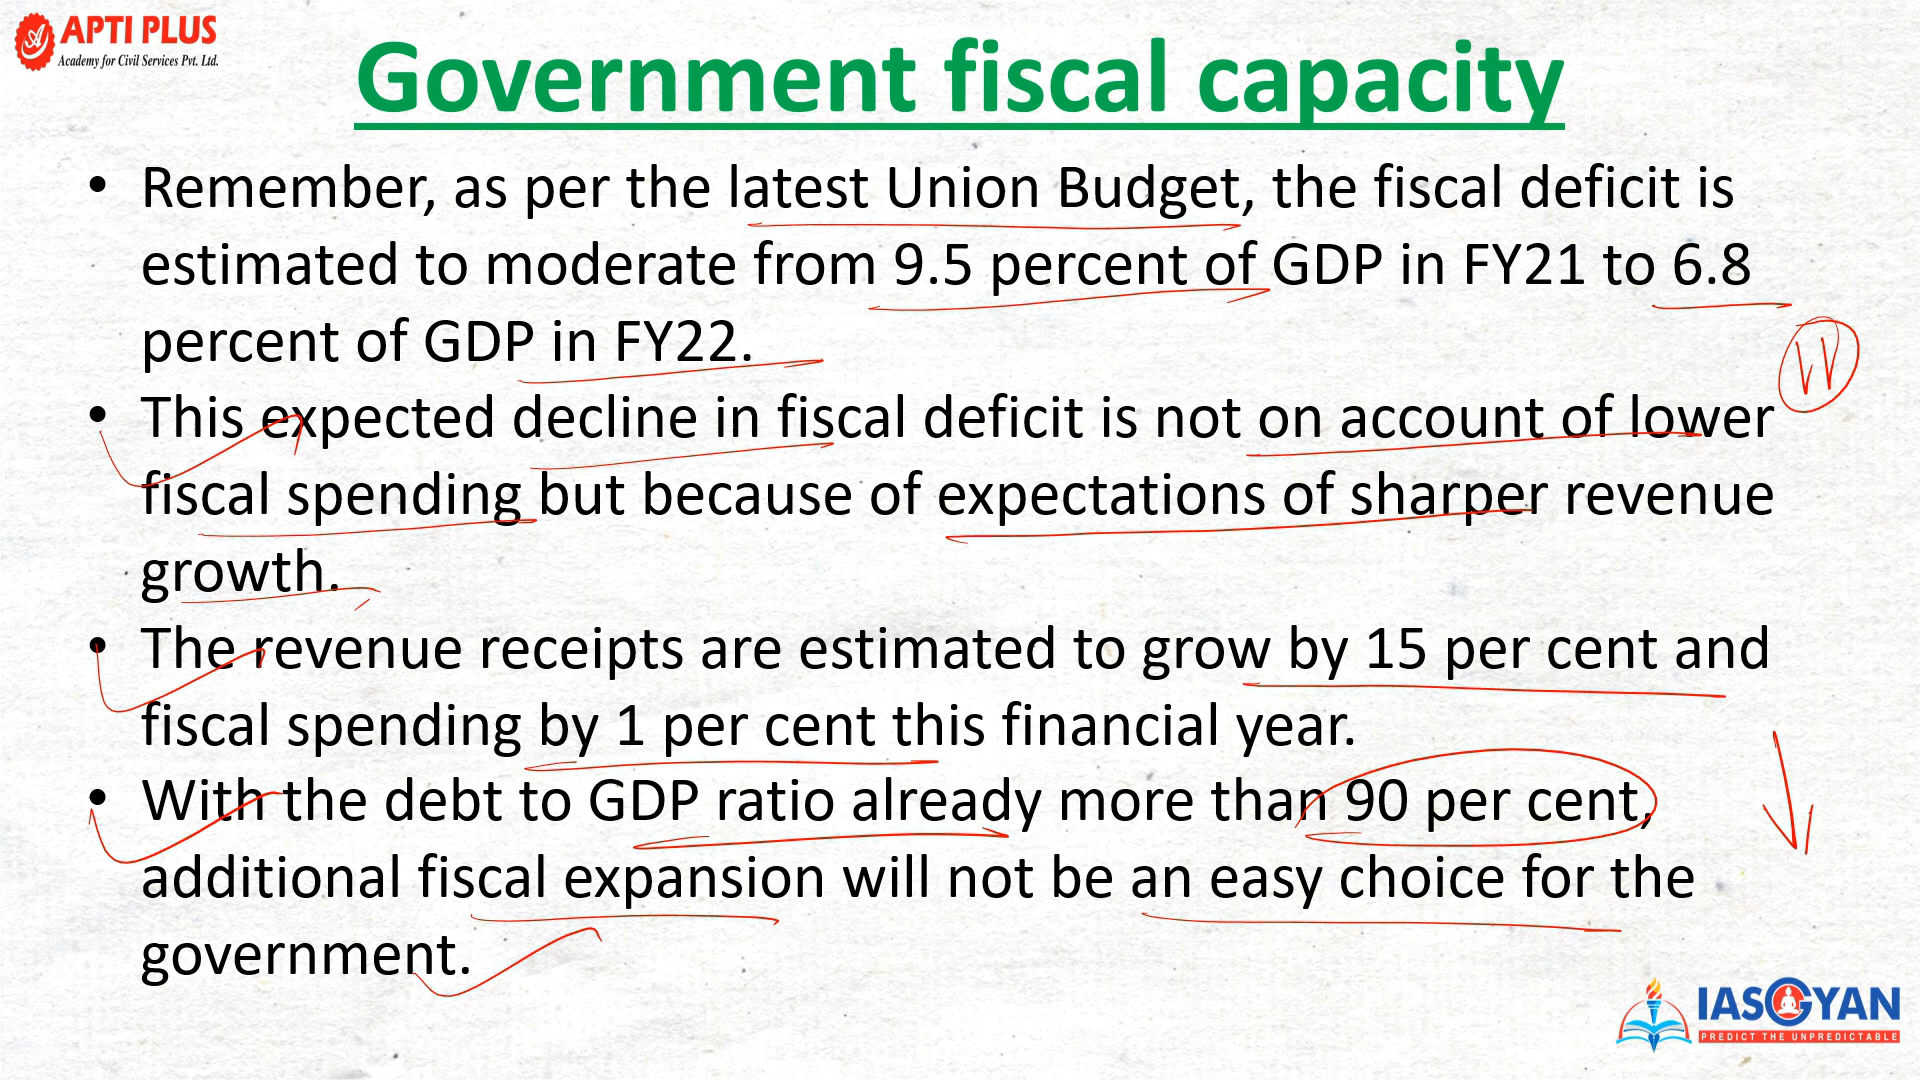 APTI PLUS
Academy for Civil Services Pvt. Ltd.
Government fiscal capacity
• Remember, as per the latest Union Budget, the fiscal deficit is
estimated to moderate from 9.5 percent of GDP in FY21 to 6.8
percent of GDP in FY22.
• This expected decline in fiscal deficit is not on account of lower
fiscal spending but because of expectations of sharper revenue
growth.
• The revenue receipts are estimated to grow by 15 per cent and
fiscal spending by 1 per cent this financial year.
• With the debt to GDP ratio already more than 90 per cent,
additional fiscal expansion will not be an easy choice for the
government.
IASGYAN
PREDICT THE UNPREDICTABLE